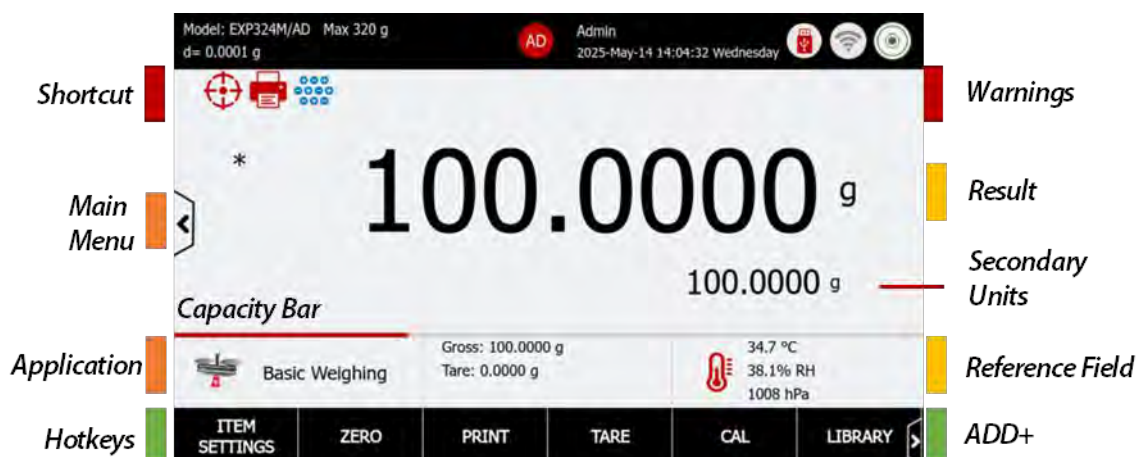 Model: EXP324M/AD Max 320 g
d= 0.0001 g
AD
Admin
2025-May-14 14:04:32 Wednesday
Shortcut
Warnings
*
100.0000 g
Result
Main
Menu
100.0000 g
Secondary
Units
Capacity Bar
Application
Basic Weighing
Gross: 100.0000 g
Tare: 0.0000 g
34.7 °C
38.1% RH
1008 hPa
Reference Field
Hotkeys
ITEM
SETTINGS
ZERO
PRINT
TARE
CAL
LIBRARY
ADD+